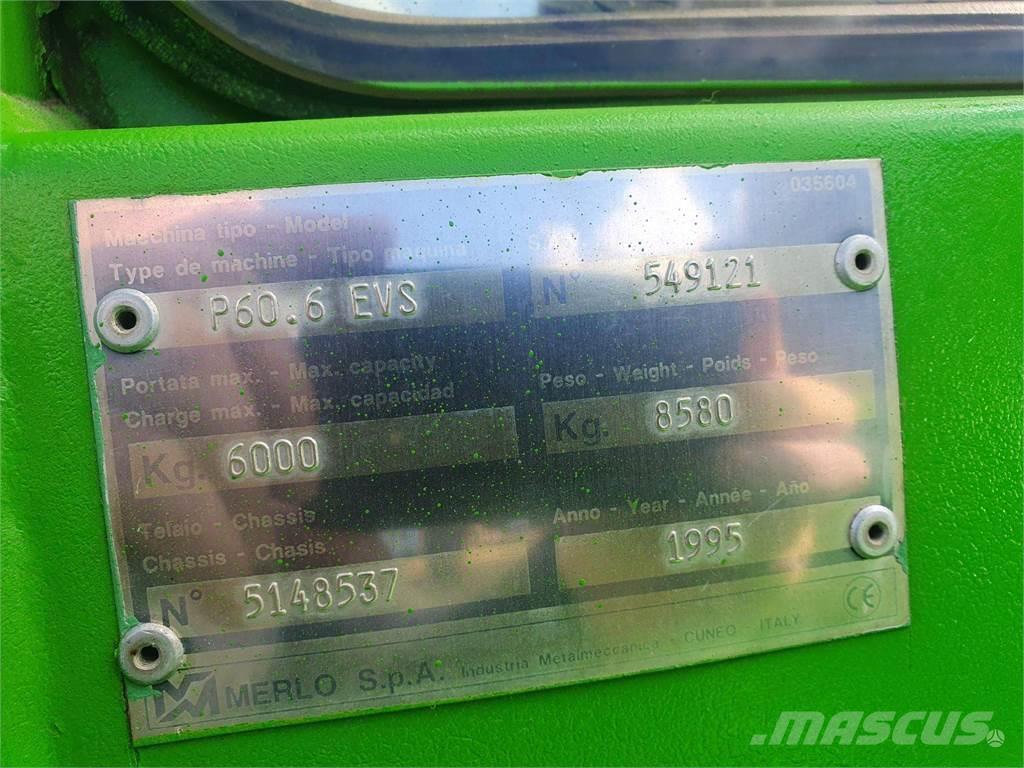 035604
Macchina tipo - Model
Type de machine - Tipo maquina
P60.6 EVS
N° 549121
Portata max. - Max. capacity
Charge max. - Max. capacidad
Kg. 6000
Peso - Weight - Poids - Peso
Kg. 8580
Telaio - Chassis
Chassis - Chasis
N° 5148537
Anno - Year - Année - Año
1995
CE
MERLO S.p.A. Industria Metalmeccanica - CUNEO ITALY
MASCUS